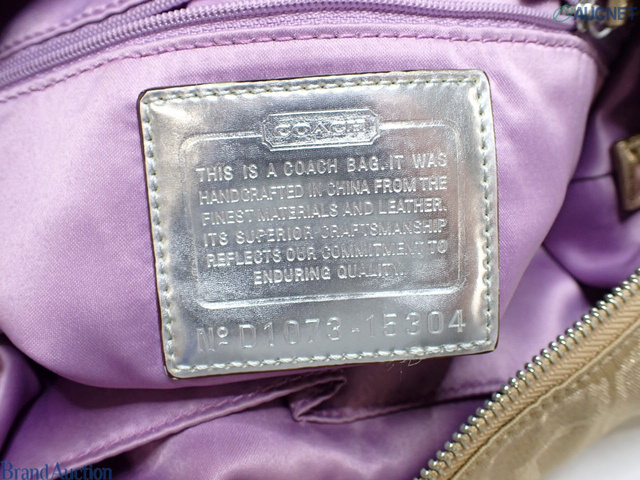 AUCNET
COACH
THIS IS A COACH BAG. IT WAS
HANDCRAFTED IN CHINA FROM THE
FINEST MATERIALS AND LEATHER.
ITS SUPERIOR CRAFTSMANSHIP
REFLECTS OUR COMMITMENT TO
ENDURING QUALITY.
Nº D1073-15304
Brand Auction